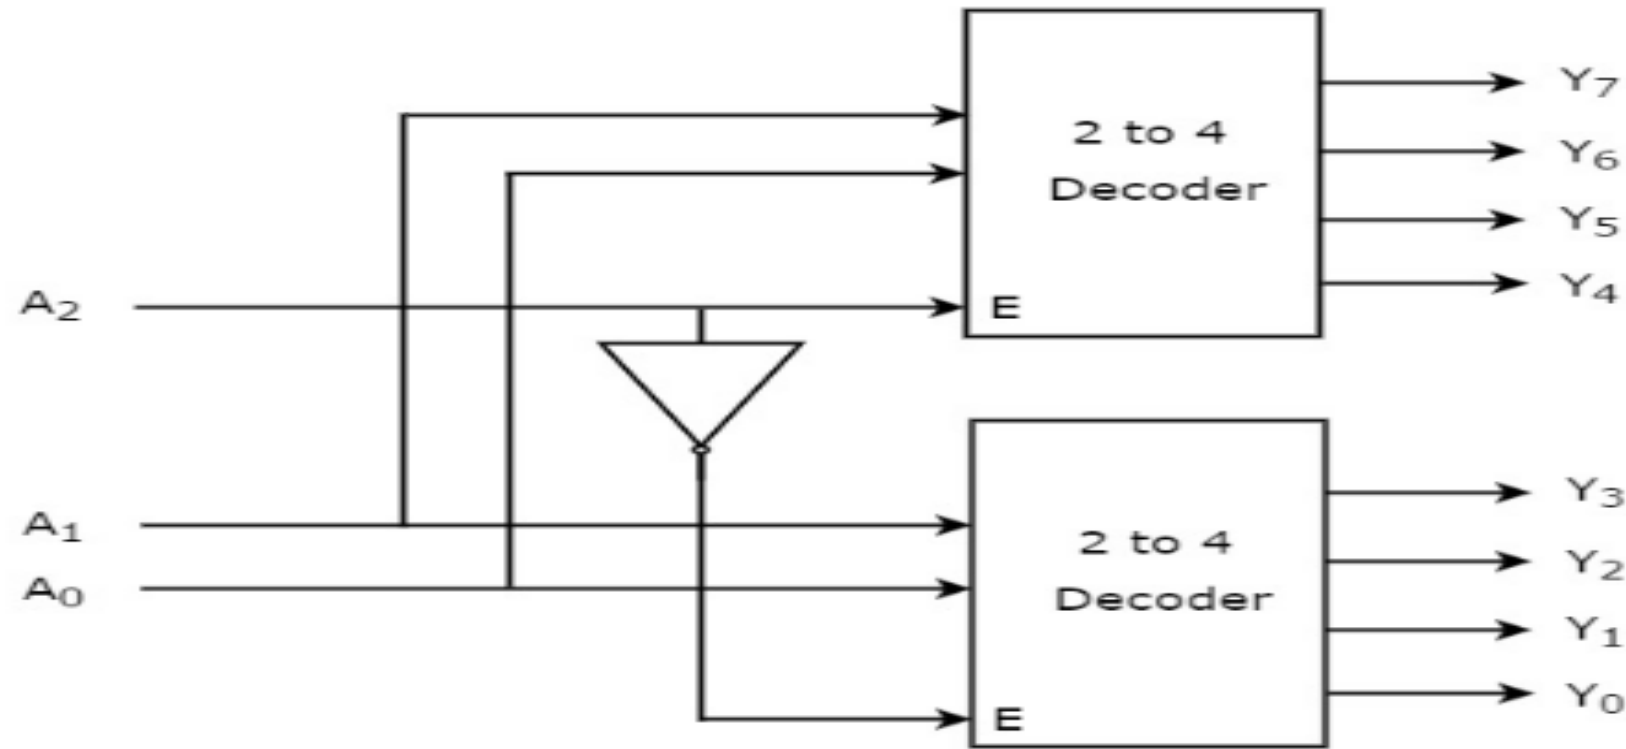 Y₇
2 to 4
Y₆
Decoder
Y₅
Y₄
A₂
E
Y₃
A₁
2 to 4
Y₂
A₀
Decoder
Y₁
Y₀
E